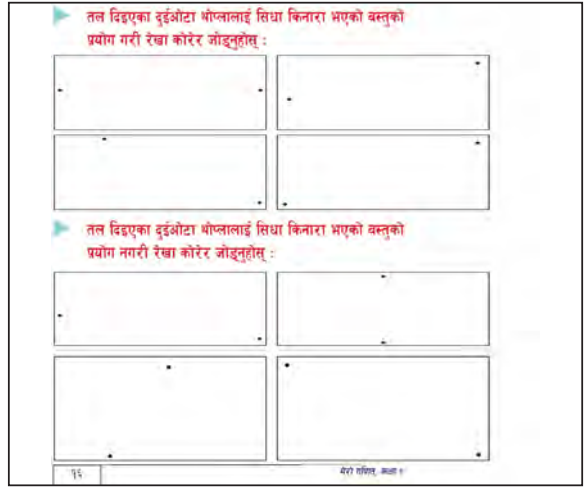 तल दिइएका दुईओटा थोप्लालाई सिधा किनारा भएको वस्तुको
प्रयोग गरी रेखा कोरेर जोड्नुहोस् :
तल दिइएका दुईओटा थोप्लालाई सिधा किनारा भएको वस्तुको
प्रयोग नगरी रेखा कोरेर जोड्नुहोस् :
१६ मेरो गणित, कक्षा १